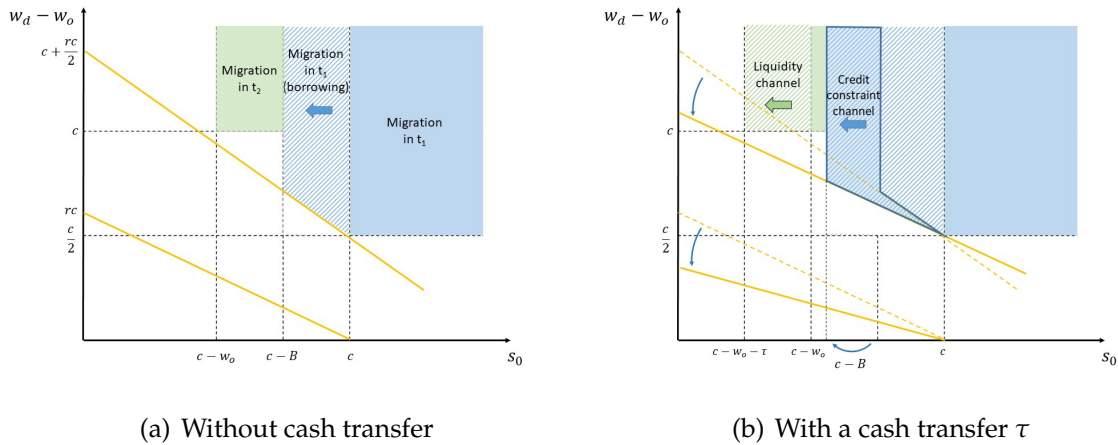 w_d − w_o
c + rc/2
Migration
in t_2
Migration
in t_1
(borrowing)
Migration
in t_1
c
rc
c/2
c − w_o
c − B
c
s_0
(a) Without cash transfer
w_d − w_o
Liquidity
channel
Credit
constraint
channel
c
c/2
c − w_o − τ
c − w_o
c − B
c
s_0
(b) With a cash transfer τ